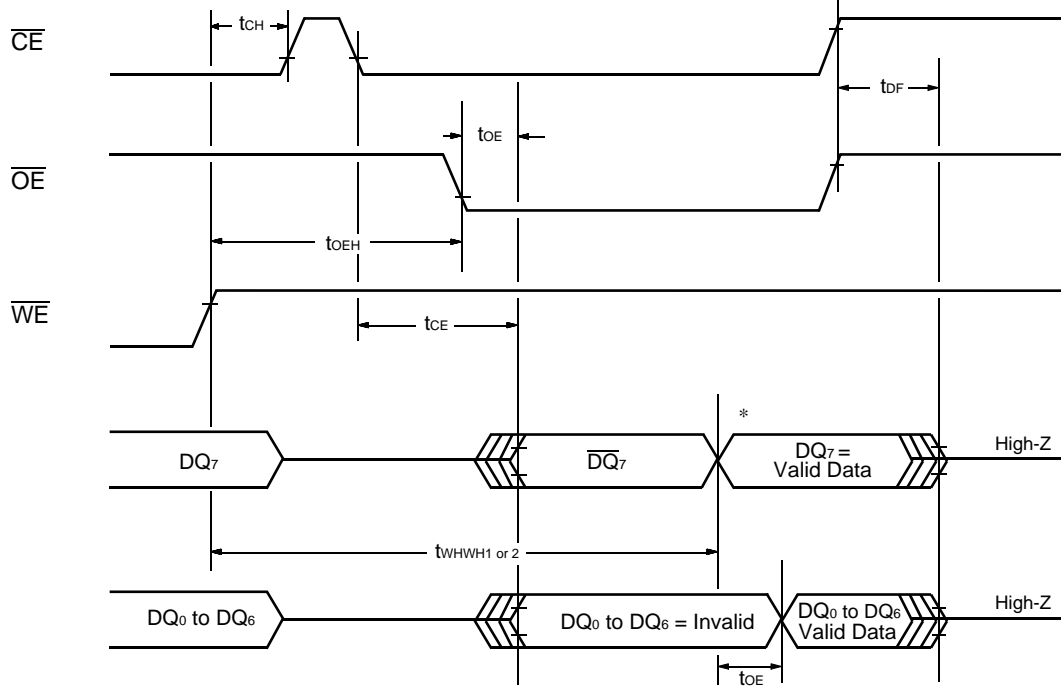 CE
tCH
tDF
tOE
OE
tOEH
WE
tCE
*
DQ7
DQ7
DQ7 =
Valid Data
High-Z
tWHWH1 or 2
DQ0 to DQ6
DQ0 to DQ6 = Invalid
DQ0 to DQ6
Valid Data
High-Z
tOE